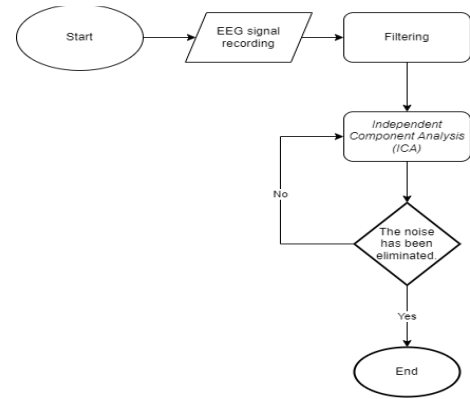 Start
EEG signal
recording
Filtering
Independent
Component Analysis
(ICA)
No
The noise
has been
eliminated.
Yes
End